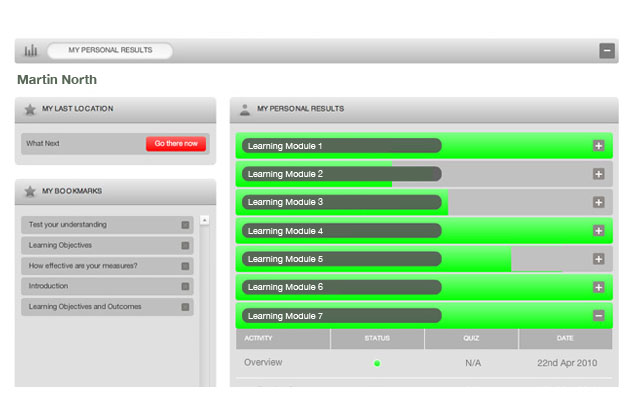 MY PERSONAL RESULTS
Martin North
MY LAST LOCATION
What Next
Go there now
MY BOOKMARKS
Test your understanding
Learning Objectives
How effective are your measures?
Introduction
Learning Objectives and Outcomes
MY PERSONAL RESULTS
Learning Module 1
Learning Module 2
Learning Module 3
Learning Module 4
Learning Module 5
Learning Module 6
Learning Module 7
ACTIVITY STATUS QUIZ DATE
Overview N/A 22nd Apr 2010